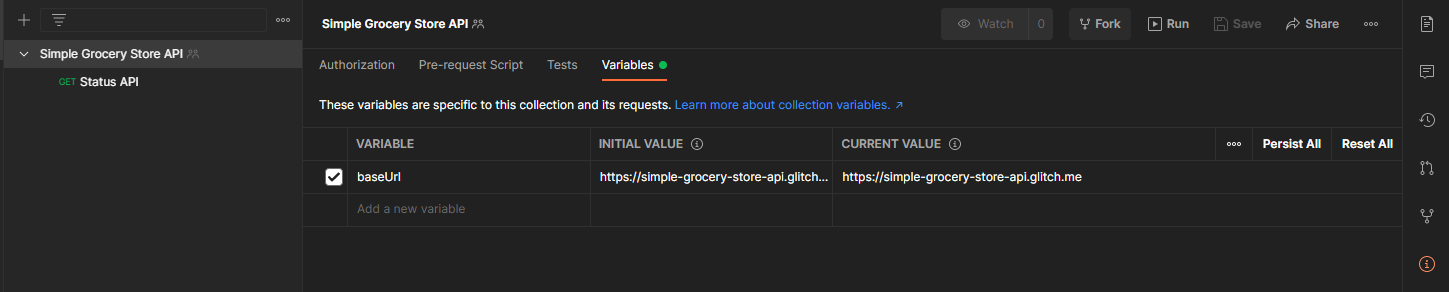 Simple Grocery Store API
GET Status API
Simple Grocery Store API
Watch 0 Fork Run Save Share
Authorization Pre-request Script Tests Variables
These variables are specific to this collection and its requests. Learn more about collection variables. ↗
VARIABLE INITIAL VALUE CURRENT VALUE Persist All Reset All
baseUrl https://simple-grocery-store-api.glitch... https://simple-grocery-store-api.glitch.me
Add a new variable